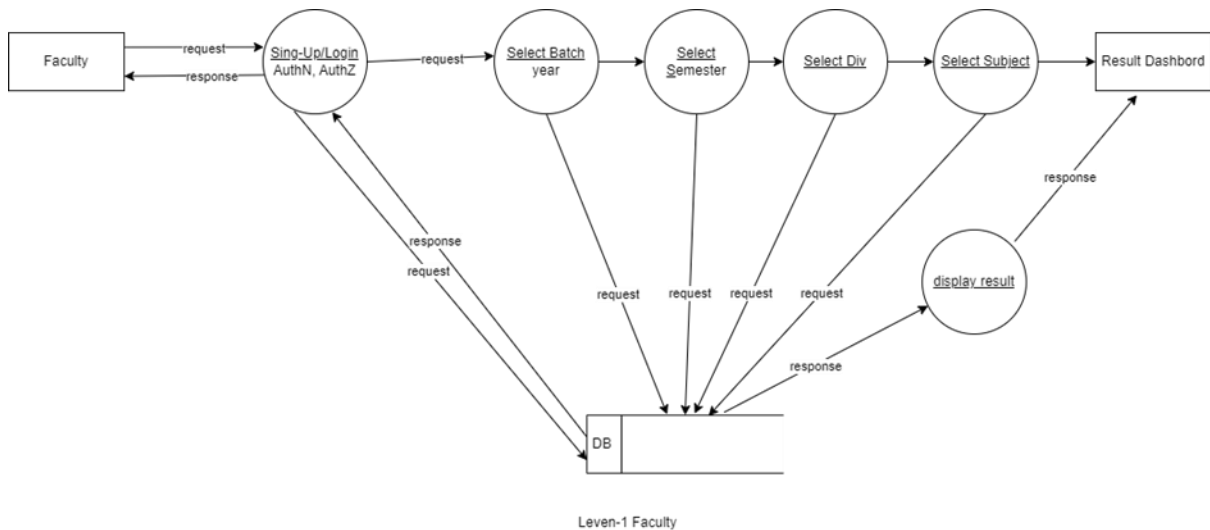 Faculty
request
response
Sing-Up/Login
AuthN, AuthZ
request
Select Batch
year
Select
Semester
Select Div
Select Subject
Result Dashbord
response
display result
response
request
request
request
request
request
response
response
DB
Leven-1 Faculty